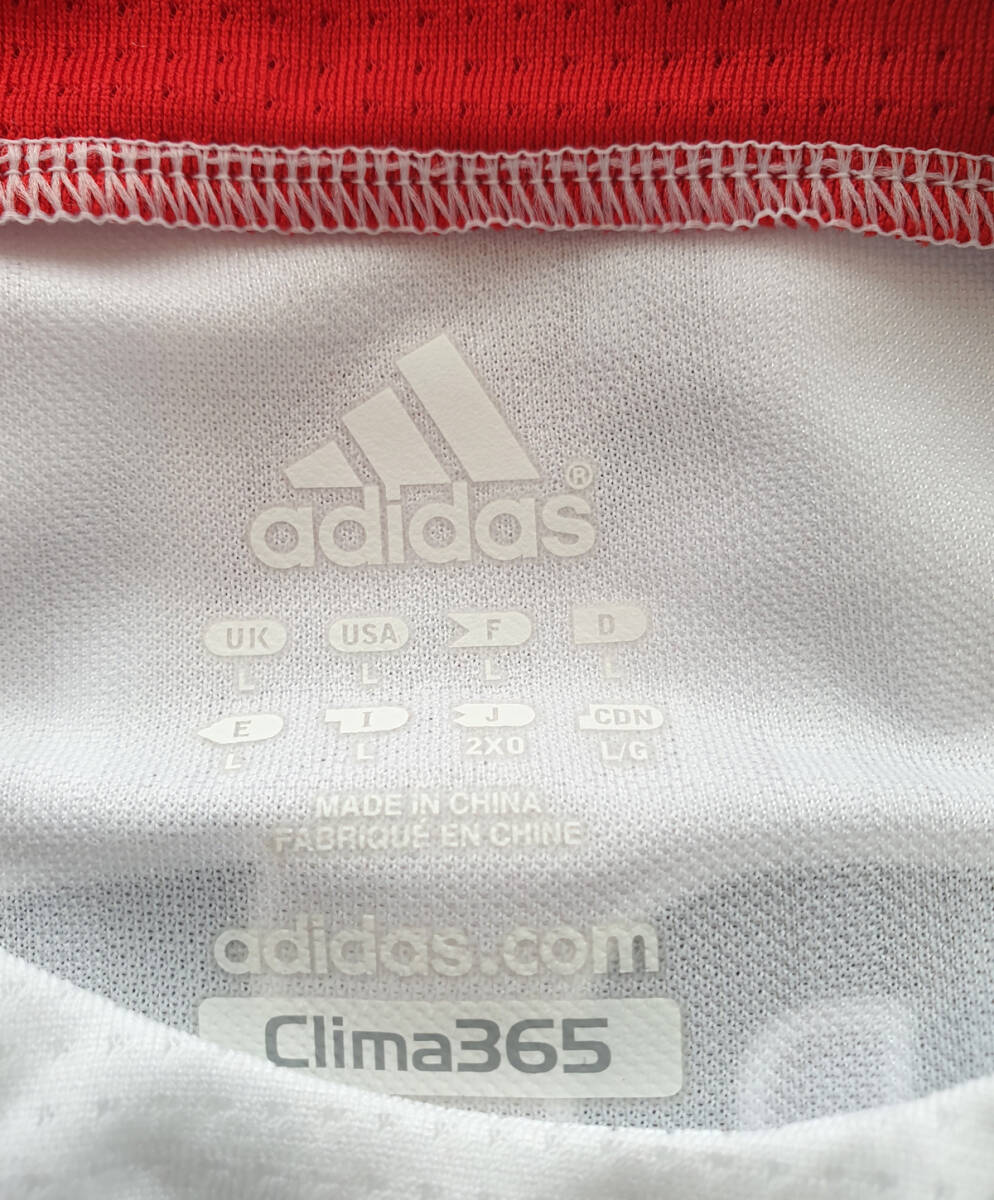 adidas®
UK USA F D
L L L L
E I J CDN
L L 2XO L/G
MADE IN CHINA
FABRIQUÉ EN CHINE
adidas.com
Clima365